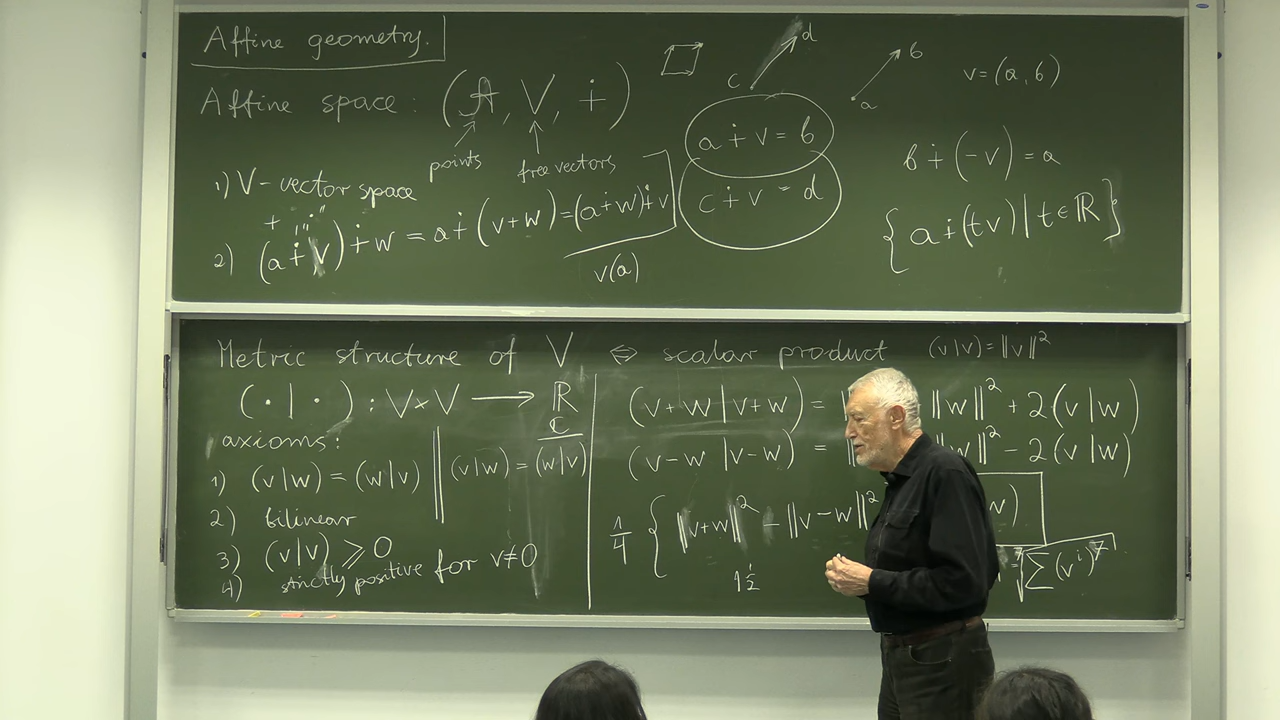 Affine geometry.
Affine space: (A, V, ∔)
points
free vectors
1) V-vector space
+ "∔"
2) (a ∔ v) ∔ w = a ∔ (v+w) = (a ∔ w) ∔ v
v(a)
c d
a b
a ∔ v = b
c ∔ v = d
v = (a, b)
b ∔ (-v) = a
{a ∔ (tv) | t ∈ ℝ}
Metric structure of V ⇔ scalar product (v|v) = ‖v‖²
(·|·) : V×V ⟶ ℝ
ℂ
axioms:
1) (v|w) = (w|v) ‖ (v|w) = \overline{(w|v)}
2) bilinear
3) (v|v) ⩾ 0
4) strictly positive for v≠0
(v+w|v+w) = ‖w‖² + 2(v|w)
(v-w|v-w) = w‖² - 2(v|w)
1/4 {‖v+w‖² - ‖v-w‖² w)
= √∑(vⁱ)²